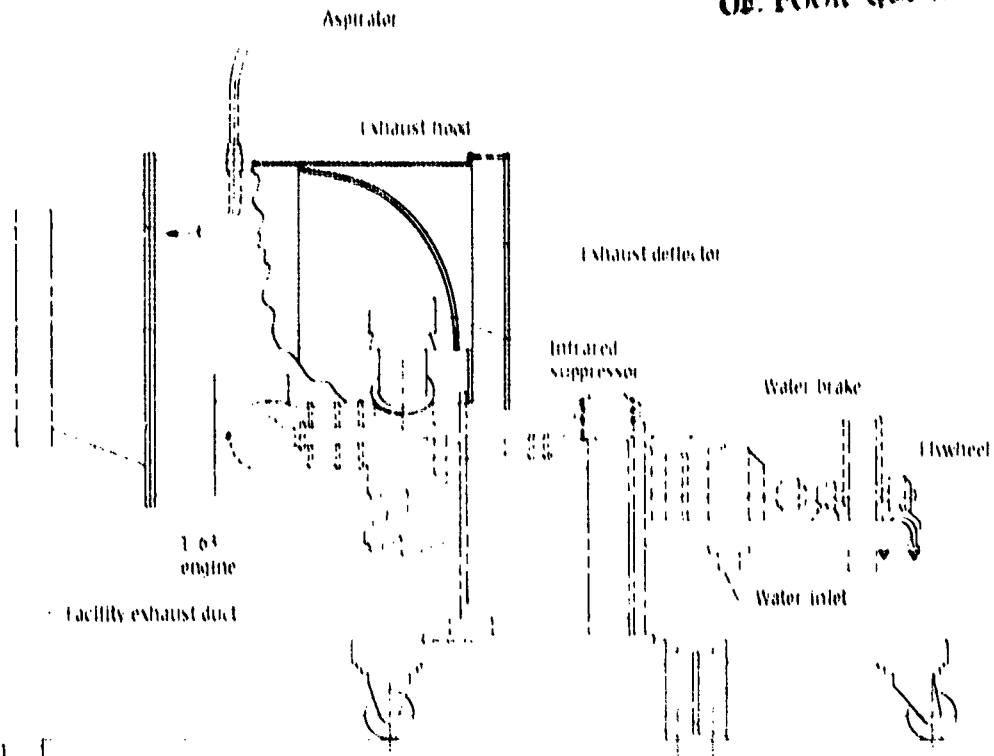 Aspirator
Exhaust hood
Exhaust deflector
Infrared
suppressor
Water brake
Flywheel
engine
Water inlet
Facility exhaust duct